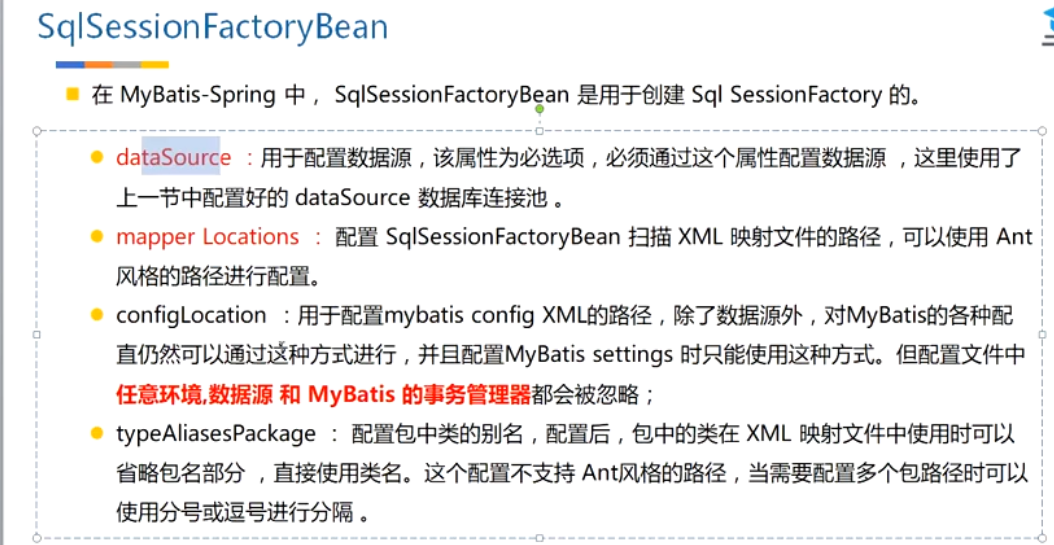 SqlSessionFactoryBean
在 MyBatis-Spring 中， SqlSessionFactoryBean 是用于创建 Sql SessionFactory 的。
dataSource ：用于配置数据源，该属性为必选项，必须通过这个属性配置数据源 ，这里使用了
上一节中配置好的 dataSource 数据库连接池 。
mapper Locations ： 配置 SqlSessionFactoryBean 扫描 XML 映射文件的路径，可以使用 Ant
风格的路径进行配置。
configLocation ：用于配置mybatis config XML的路径，除了数据源外，对MyBatis的各种配
直仍然可以通过这种方式进行，并且配置MyBatis settings 时只能使用这种方式。但配置文件中
任意环境,数据源 和 MyBatis 的事务管理器都会被忽略；
typeAliasesPackage ： 配置包中类的别名，配置后，包中的类在 XML 映射文件中使用时可以
省略包名部分 ，直接使用类名。这个配置不支持 Ant风格的路径，当需要配置多个包路径时可以
使用分号或逗号进行分隔 。